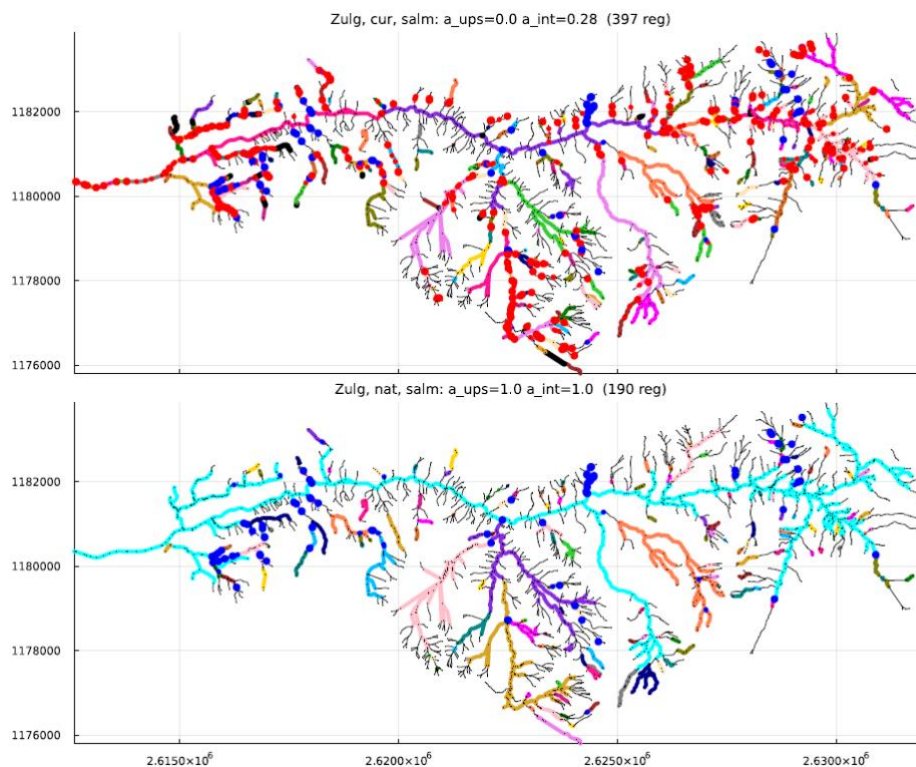 Zulg, cur, salm: a_ups=0.0 a_int=0.28 (397 reg)
1182000
1180000
1178000
1176000
Zulg, nat, salm: a_ups=1.0 a_int=1.0 (190 reg)
1182000
1180000
1178000
1176000
2.6150×10⁶ 2.6200×10⁶ 2.6250×10⁶ 2.6300×10⁶